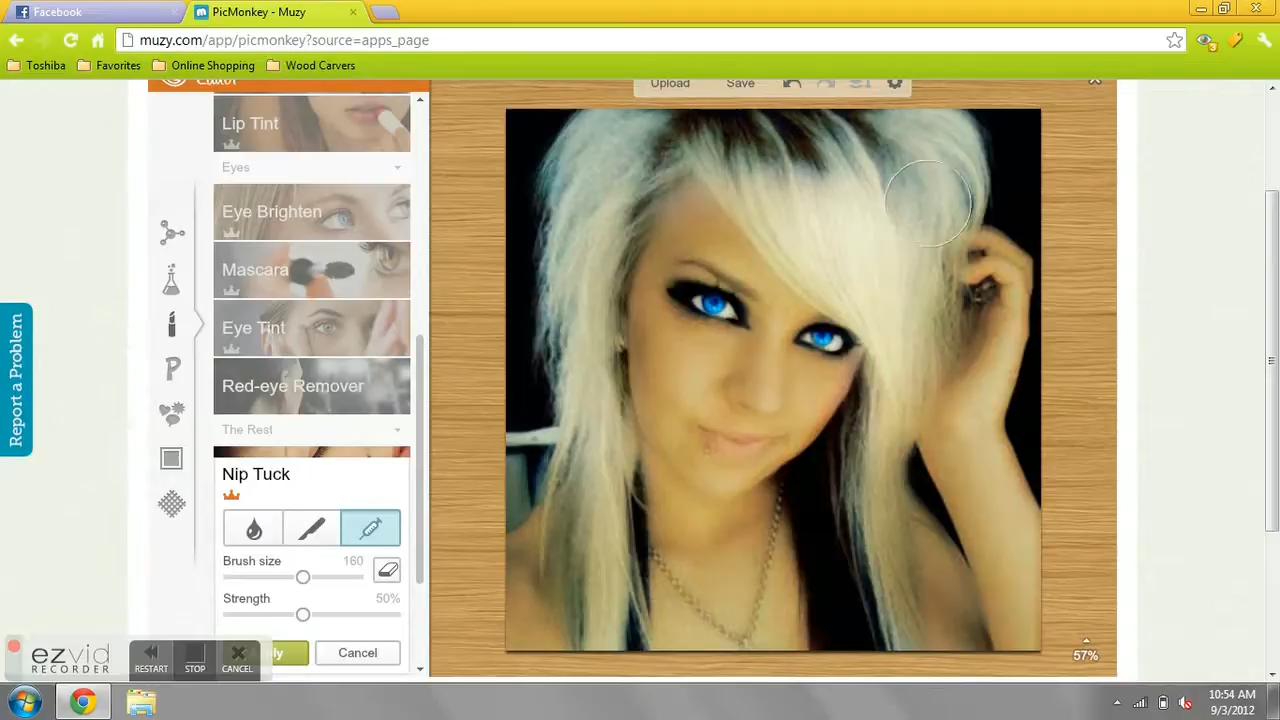 Facebook
PicMonkey - Muzy
muzy.com/app/picmonkey?source=apps_page
Toshiba
Favorites
Online Shopping
Wood Carvers
Upload
Save
Lip Tint
Eyes
Eye Brighten
Mascara
Eye Tint
Red-eye Remover
The Rest
Nip Tuck
Brush size
160
Strength
50%
Cancel
Report a Problem
57%
ezvid
RECORDER
RESTART
STOP
CANCEL
10:54 AM
9/3/2012